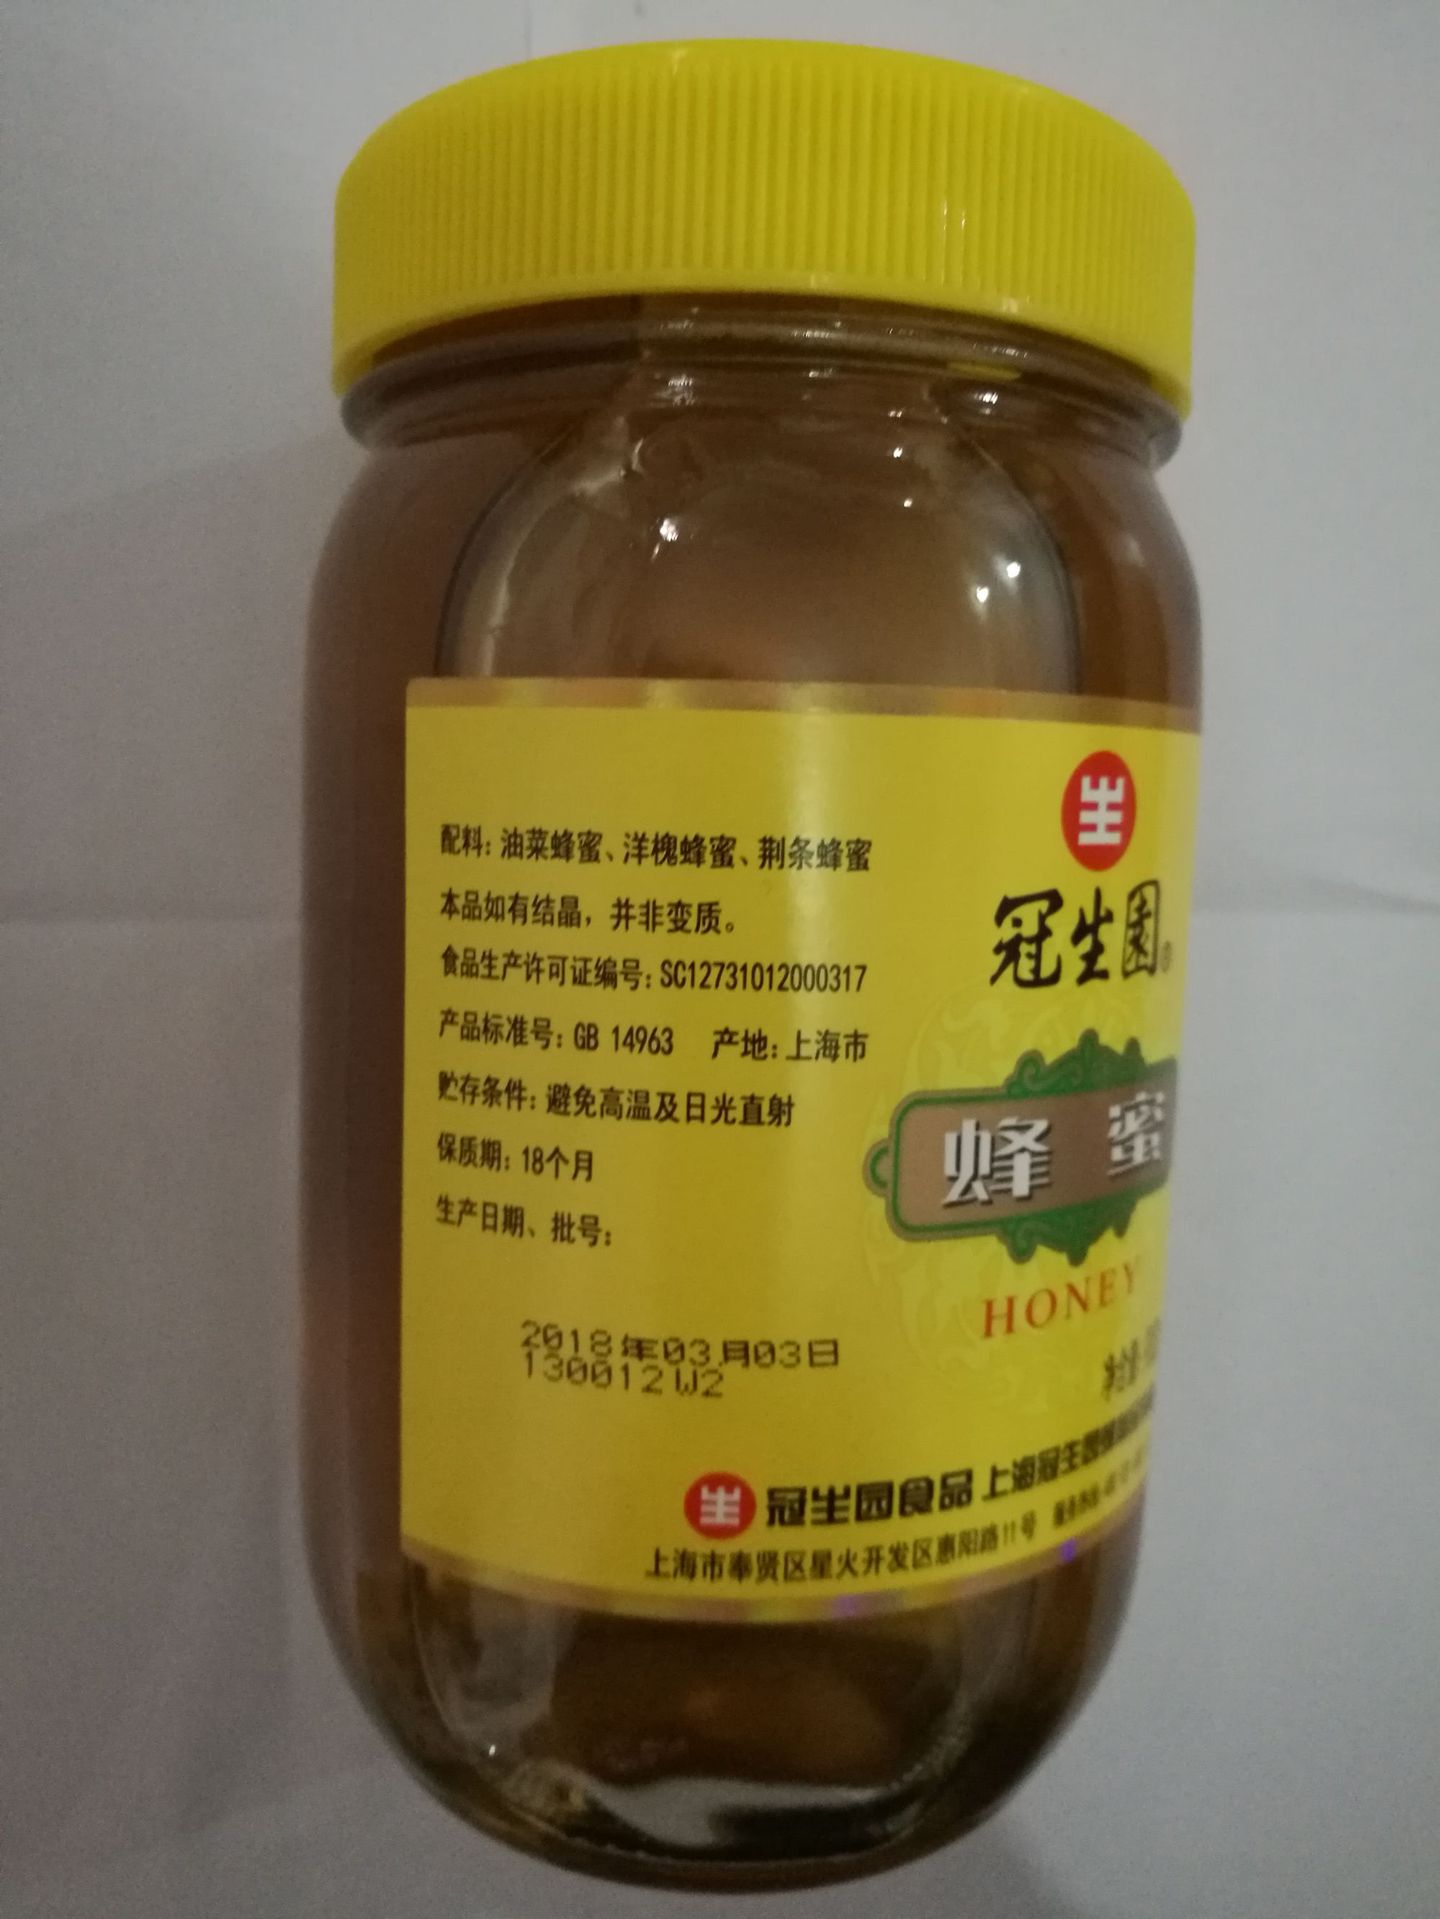 配料：油菜蜂蜜、洋槐蜂蜜、荆条蜂蜜
本品如有结晶，并非变质。
食品生产许可证编号：SC12731012000317
产品标准号：GB 14963 产地：上海市
贮存条件：避免高温及日光直射
保质期：18个月
生产日期、批号：
2018年03月03日
130012W2
生
冠生園
蜂 蜜
HONEY
净含量
生 冠生园食品 上海冠生园
上海市奉贤区星火开发区惠阳路11号